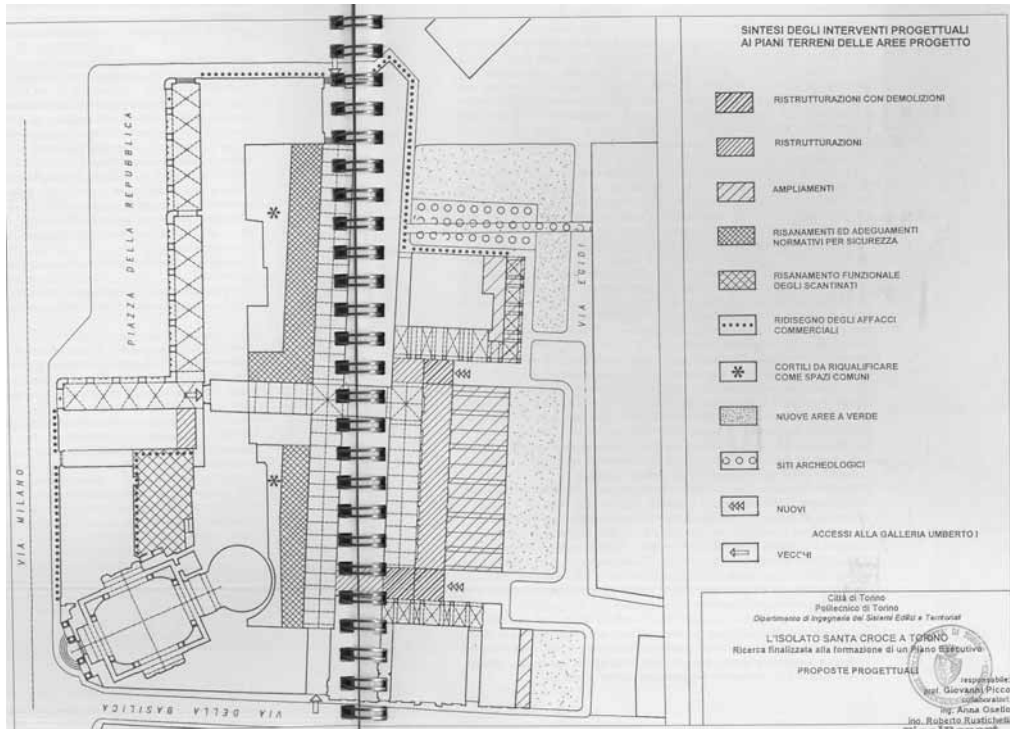 SINTESI DEGLI INTERVENTI PROGETTUALI
AI PIANI TERRENI DELLE AREE PROGETTO
RISTRUTTURAZIONI CON DEMOLIZIONI
RISTRUTTURAZIONI
AMPLIAMENTI
RISANAMENTI ED ADEGUAMENTI
NORMATIVI PER SICUREZZA
RISANAMENTO FUNZIONALE
DEGLI SCANTINATI
RIDISEGNO DEGLI AFFACCI
COMMERCIALI
CORTILI DA RIQUALIFICARE
COME SPAZI COMUNI
NUOVE AREE A VERDE
SITI ARCHEOLOGICI
NUOVI
ACCESSI ALLA GALLERIA UMBERTO I
VECCHI
PIAZZA DELLA REPUBBLICA
VIA EGIDI
VIA MILANO
VIA DELLA BASILICA
Città di Torino
Politecnico di Torino
Dipartimento di Ingegneria dei Sistemi Edilizi e Territoriali
L'ISOLATO SANTA CROCE A TORINO
Ricerca finalizzata alla formazione di un Piano Esecutivo
PROPOSTE PROGETTUALI
responsabile:
prof. Giovanni Picco
collaboratori:
ing. Anna Osello
ing. Roberto Rustichelli